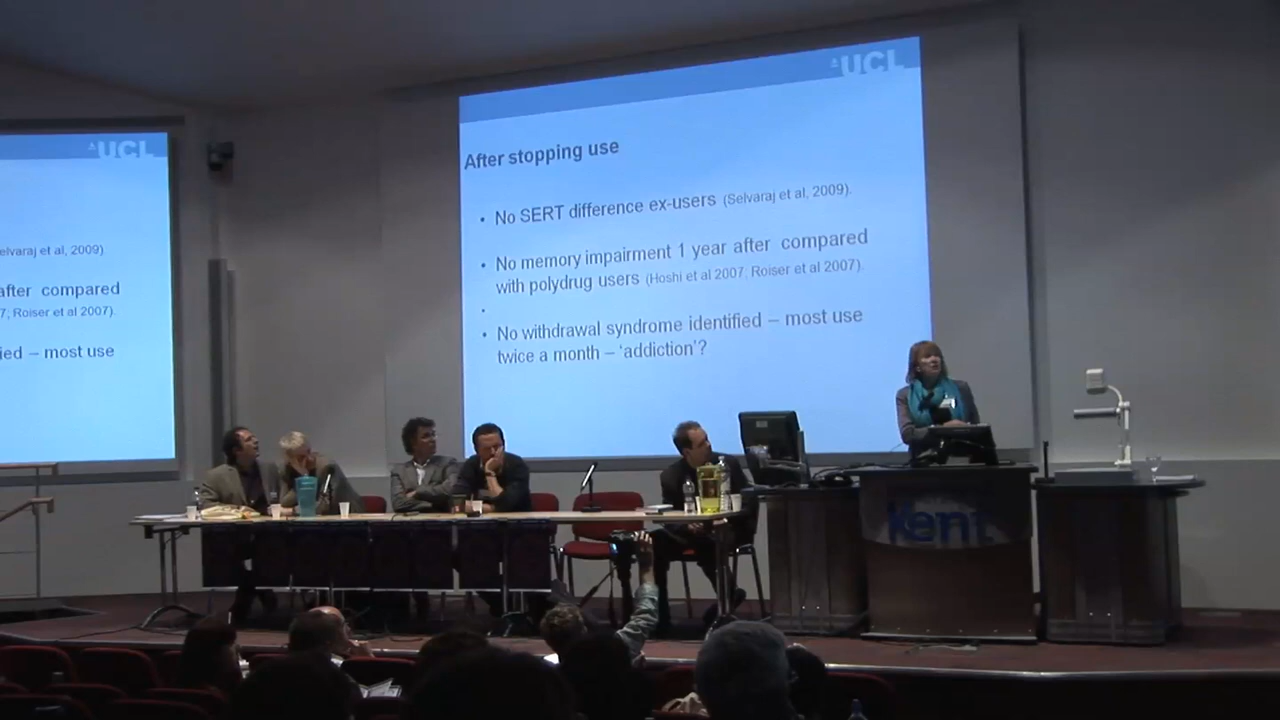 UCL
elvaraj et al, 2009).
after compared
7; Roiser et al 2007).
ied – most use
UCL
After stopping use
• No SERT difference ex-users (Selvaraj et al, 2009).
• No memory impairment 1 year after compared
with polydrug users (Hoshi et al 2007; Roiser et al 2007).
•
• No withdrawal syndrome identified – most use
twice a month – ‘addiction’?
Kent